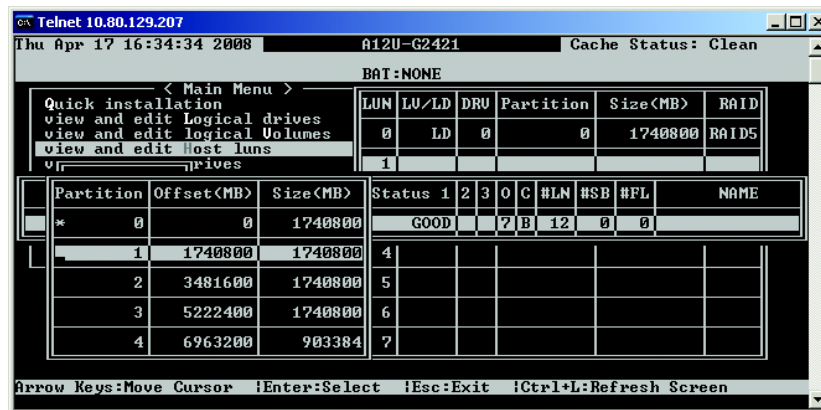 Telnet 10.80.129.207
Thu Apr 17 16:34:34 2008 A12U-G2421 Cache Status: Clean
BAT:NONE
< Main Menu >
Quick installation
view and edit Logical drives
view and edit logical Volumes
view and edit Host luns
LUN LV/LD DRV Partition Size(MB) RAID
0 LD 0 0 1740800 RAID5
1
Partition Offset(MB) Size(MB) Status 1 2 3 O C #LN #SB #FL NAME
* 0 0 1740800 GOOD 7 B 12 0 0
1 1740800 1740800 4
2 3481600 1740800 5
3 5222400 1740800 6
4 6963200 903384 7
Arrow Keys:Move Cursor |Enter:Select |Esc:Exit |Ctrl+L:Refresh Screen